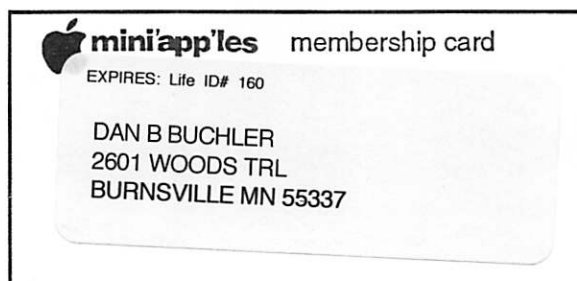 mini'app'les membership card
EXPIRES: Life ID# 160
DAN B BUCHLER
2601 WOODS TRL
BURNSVILLE MN 55337